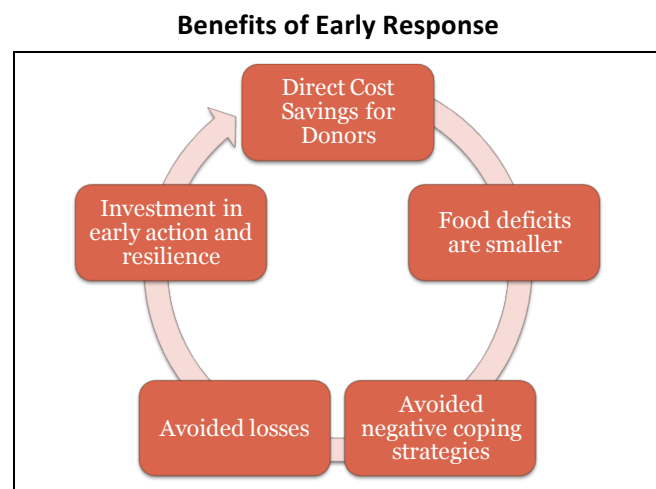 Benefits of Early Response
Direct Cost
Savings for
Donors
Food deficits
are smaller
Avoided
negative coping
strategies
Avoided losses
Investment in
early action and
resilience